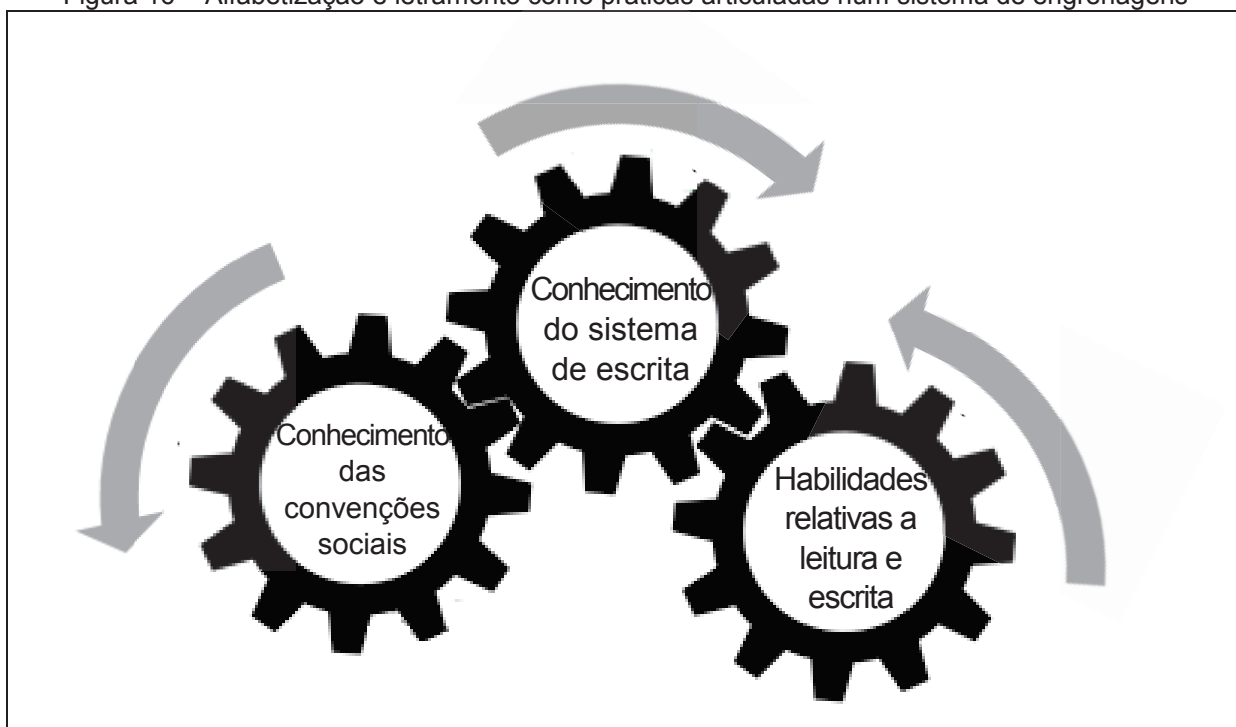 Figura 10 – Alfabetização e letramento como práticas articuladas num sistema de engrenagens
Conhecimento
do sistema
de escrita
Conhecimento
das
convenções
sociais
Habilidades
relativas a
leitura e
escrita